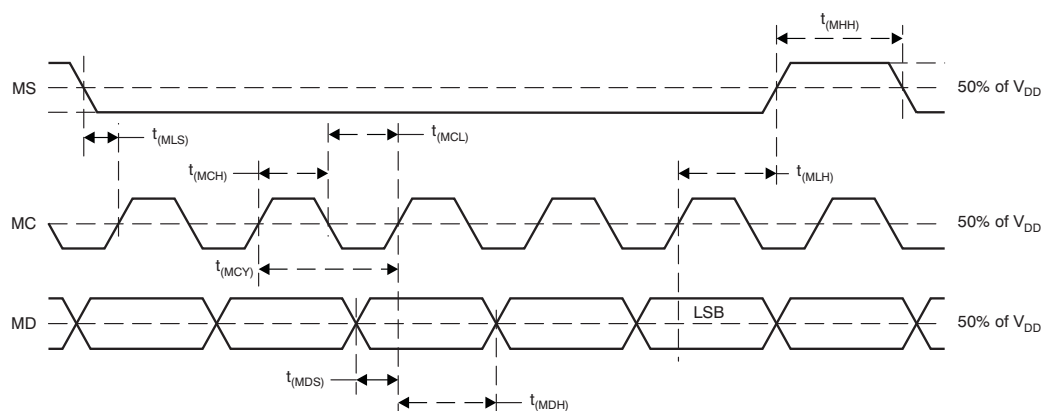 t(MHH)
MS
50% of VDD
t(MLS)
t(MCL)
t(MCH)
t(MLH)
MC
50% of VDD
t(MCY)
LSB
MD
50% of VDD
t(MDS)
t(MDH)